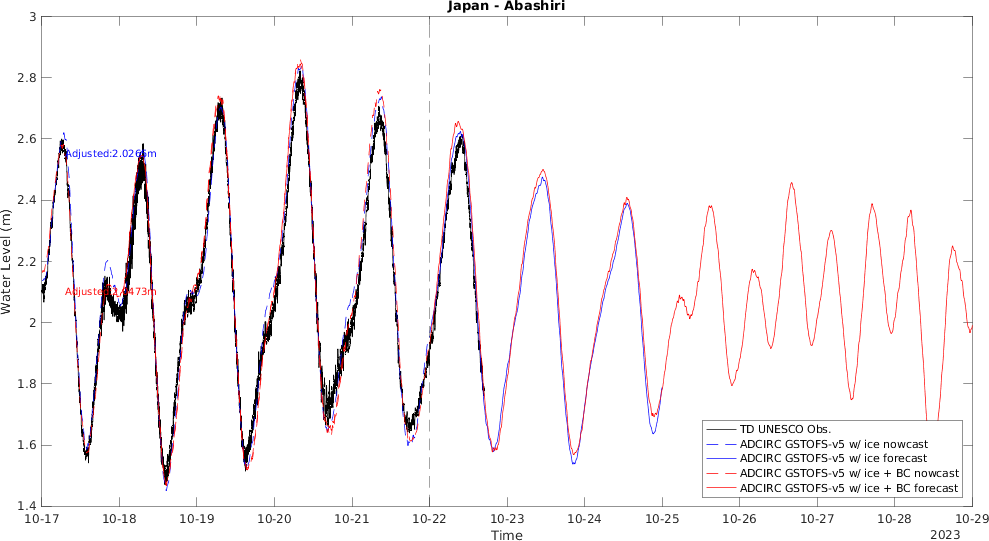 Japan - Abashiri
3
2.8
2.6
2.4
2.2
2
1.8
1.6
1.4
Water Level (m)
Adjusted:2.0265m
TD UNESCO Obs.
ADCIRC GSTOFS-v5 w/ ice nowcast
ADCIRC GSTOFS-v5 w/ ice forecast
ADCIRC GSTOFS-v5 w/ ice + BC nowcast
ADCIRC GSTOFS-v5 w/ ice + BC forecast
10-17 10-18 10-19 10-20 10-21 10-22 10-23 10-24 10-25 10-26 10-27 10-28 10-29
Time
2023